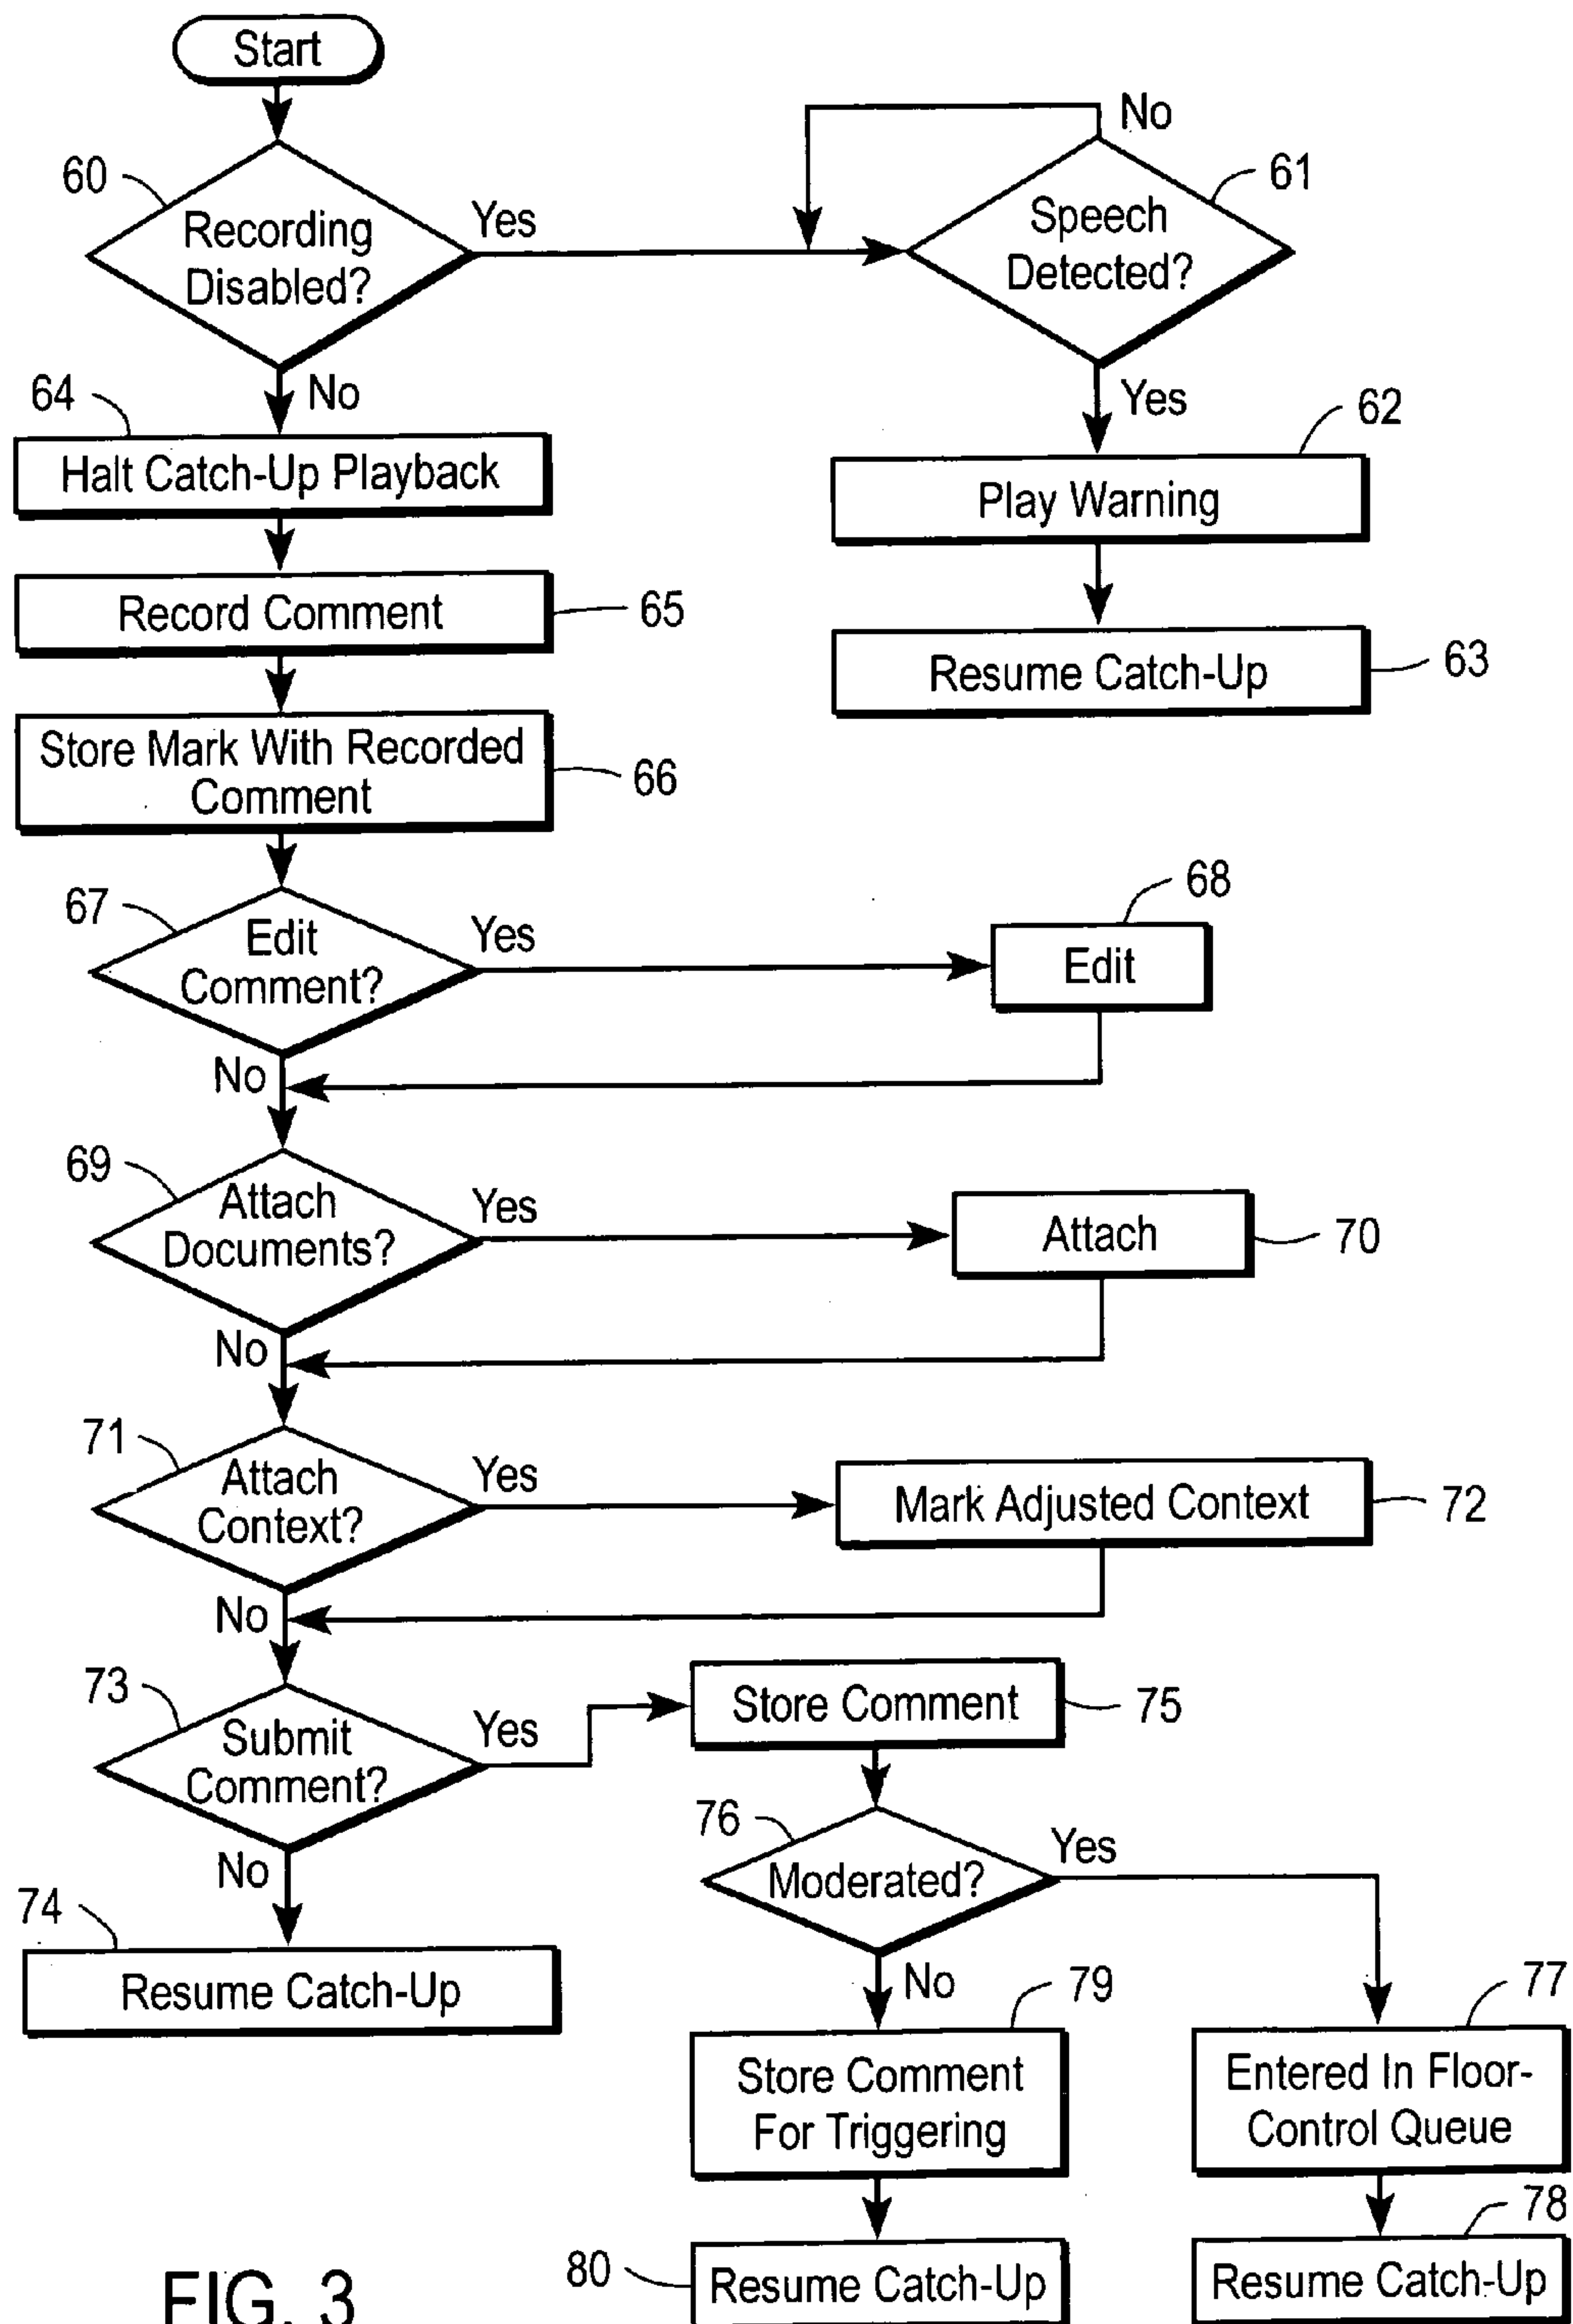 Start
No
60
61
Recording
Disabled?
Yes
Speech
Detected?
64
No
Yes
62
Halt Catch-Up Playback
Play Warning
Record Comment
65
Resume Catch-Up
63
Store Mark With Recorded
Comment
66
67
Edit
Comment?
Yes
68
Edit
No
69
Attach
Documents?
Yes
Attach
70
No
71
Attach
Context?
Yes
Mark Adjusted Context
72
No
73
Submit
Comment?
Yes
Store Comment
75
No
76
Moderated?
Yes
74
Resume Catch-Up
No
79
77
Store Comment
For Triggering
Entered In Floor-
Control Queue
78
80
Resume Catch-Up
Resume Catch-Up
FIG. 3